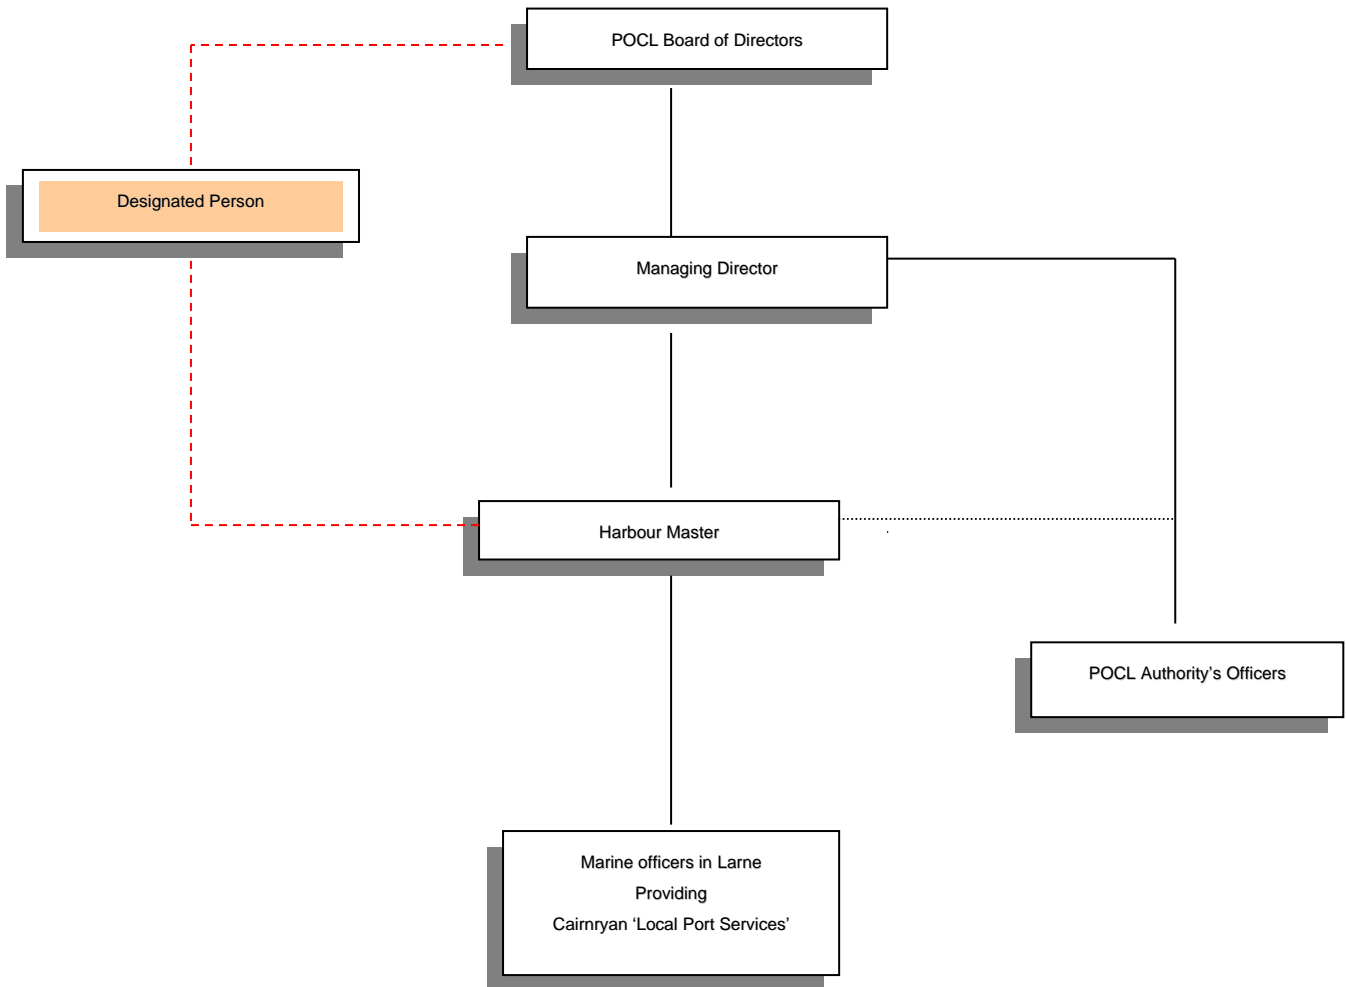 POCL Board of Directors
Designated Person
Managing Director
Harbour Master
POCL Authority’s Officers
Marine officers in Larne
Providing
Cairnryan ‘Local Port Services’